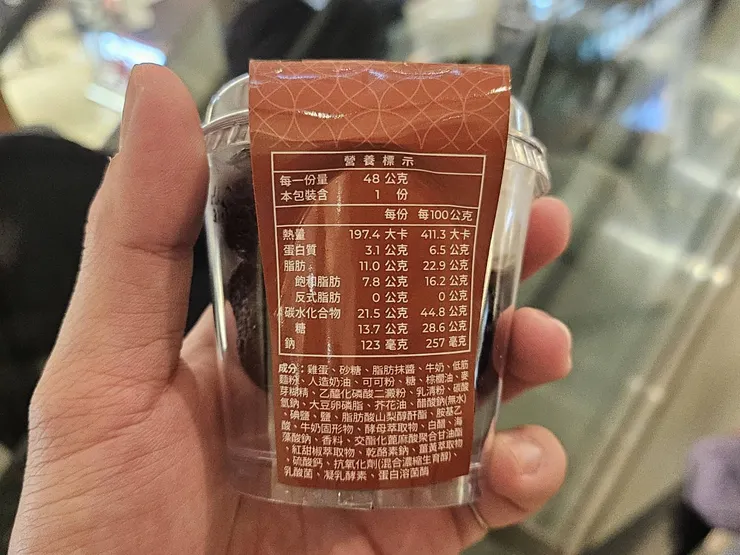 營養標示
每一份量 48 公克
本包裝含 1 份
每份 每100公克
熱量 197.4 大卡 411.3 大卡
蛋白質 3.1 公克 6.5 公克
脂肪 11.0 公克 22.9 公克
飽和脂肪 7.8 公克 16.2 公克
反式脂肪 0 公克 0 公克
碳水化合物 21.5 公克 44.8 公克
糖 13.7 公克 28.6 公克
鈉 123 毫克 257 毫克
成分：雞蛋、砂糖、脂肪抹醬、牛奶、低筋
麵粉、人造奶油、可可粉、糖、棕櫚油、麥
芽糊精、乙醯化磷酸二澱粉、乳清粉、碳酸
氫鈉、大豆卵磷脂、芥花油、醋酸鈉(無水)
、碘鹽、鹽、脂肪酸山梨醇酐酯、胺基乙
酸、牛奶固形物、酵母萃取物、白醋、海
藻酸鈉、香料、交酯化蓖麻酸聚合甘油酯
、紅甜椒萃取物、乾酪素鈉、薑黃萃取物
、硫酸鈣、抗氧化劑(混合濃縮生育醇)、
乳酸菌、凝乳酵素、蛋白溶菌酶